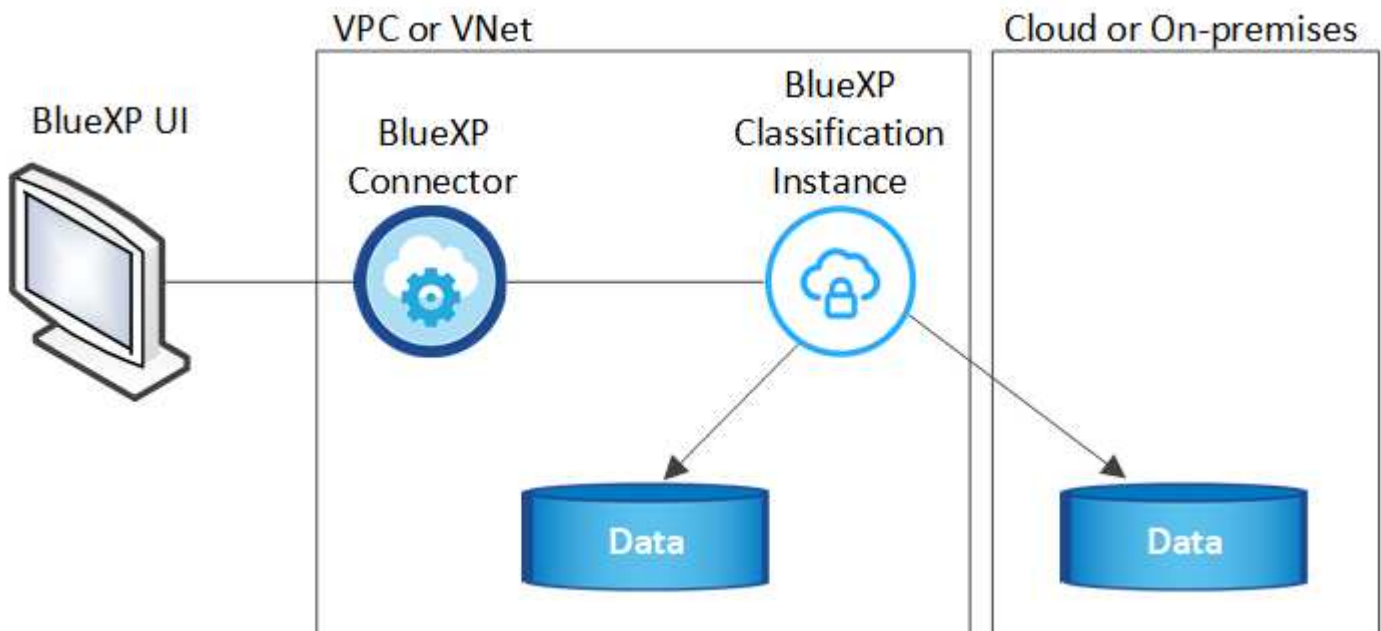 VPC or VNet
Cloud or On-premises
BlueXP UI
BlueXP
Connector
BlueXP
Classification
Instance
Data
Data